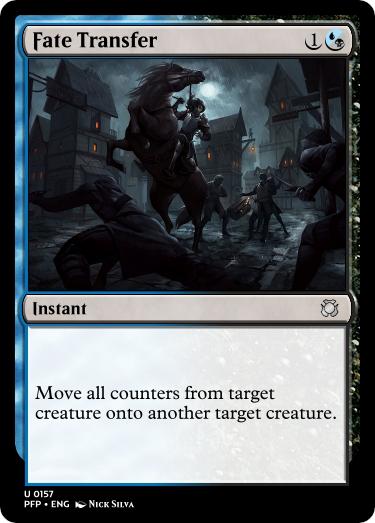 Fate Transfer 1
Instant
Move all counters from target
creature onto another target creature.
U 0157
PFP • ENG Nick Silva